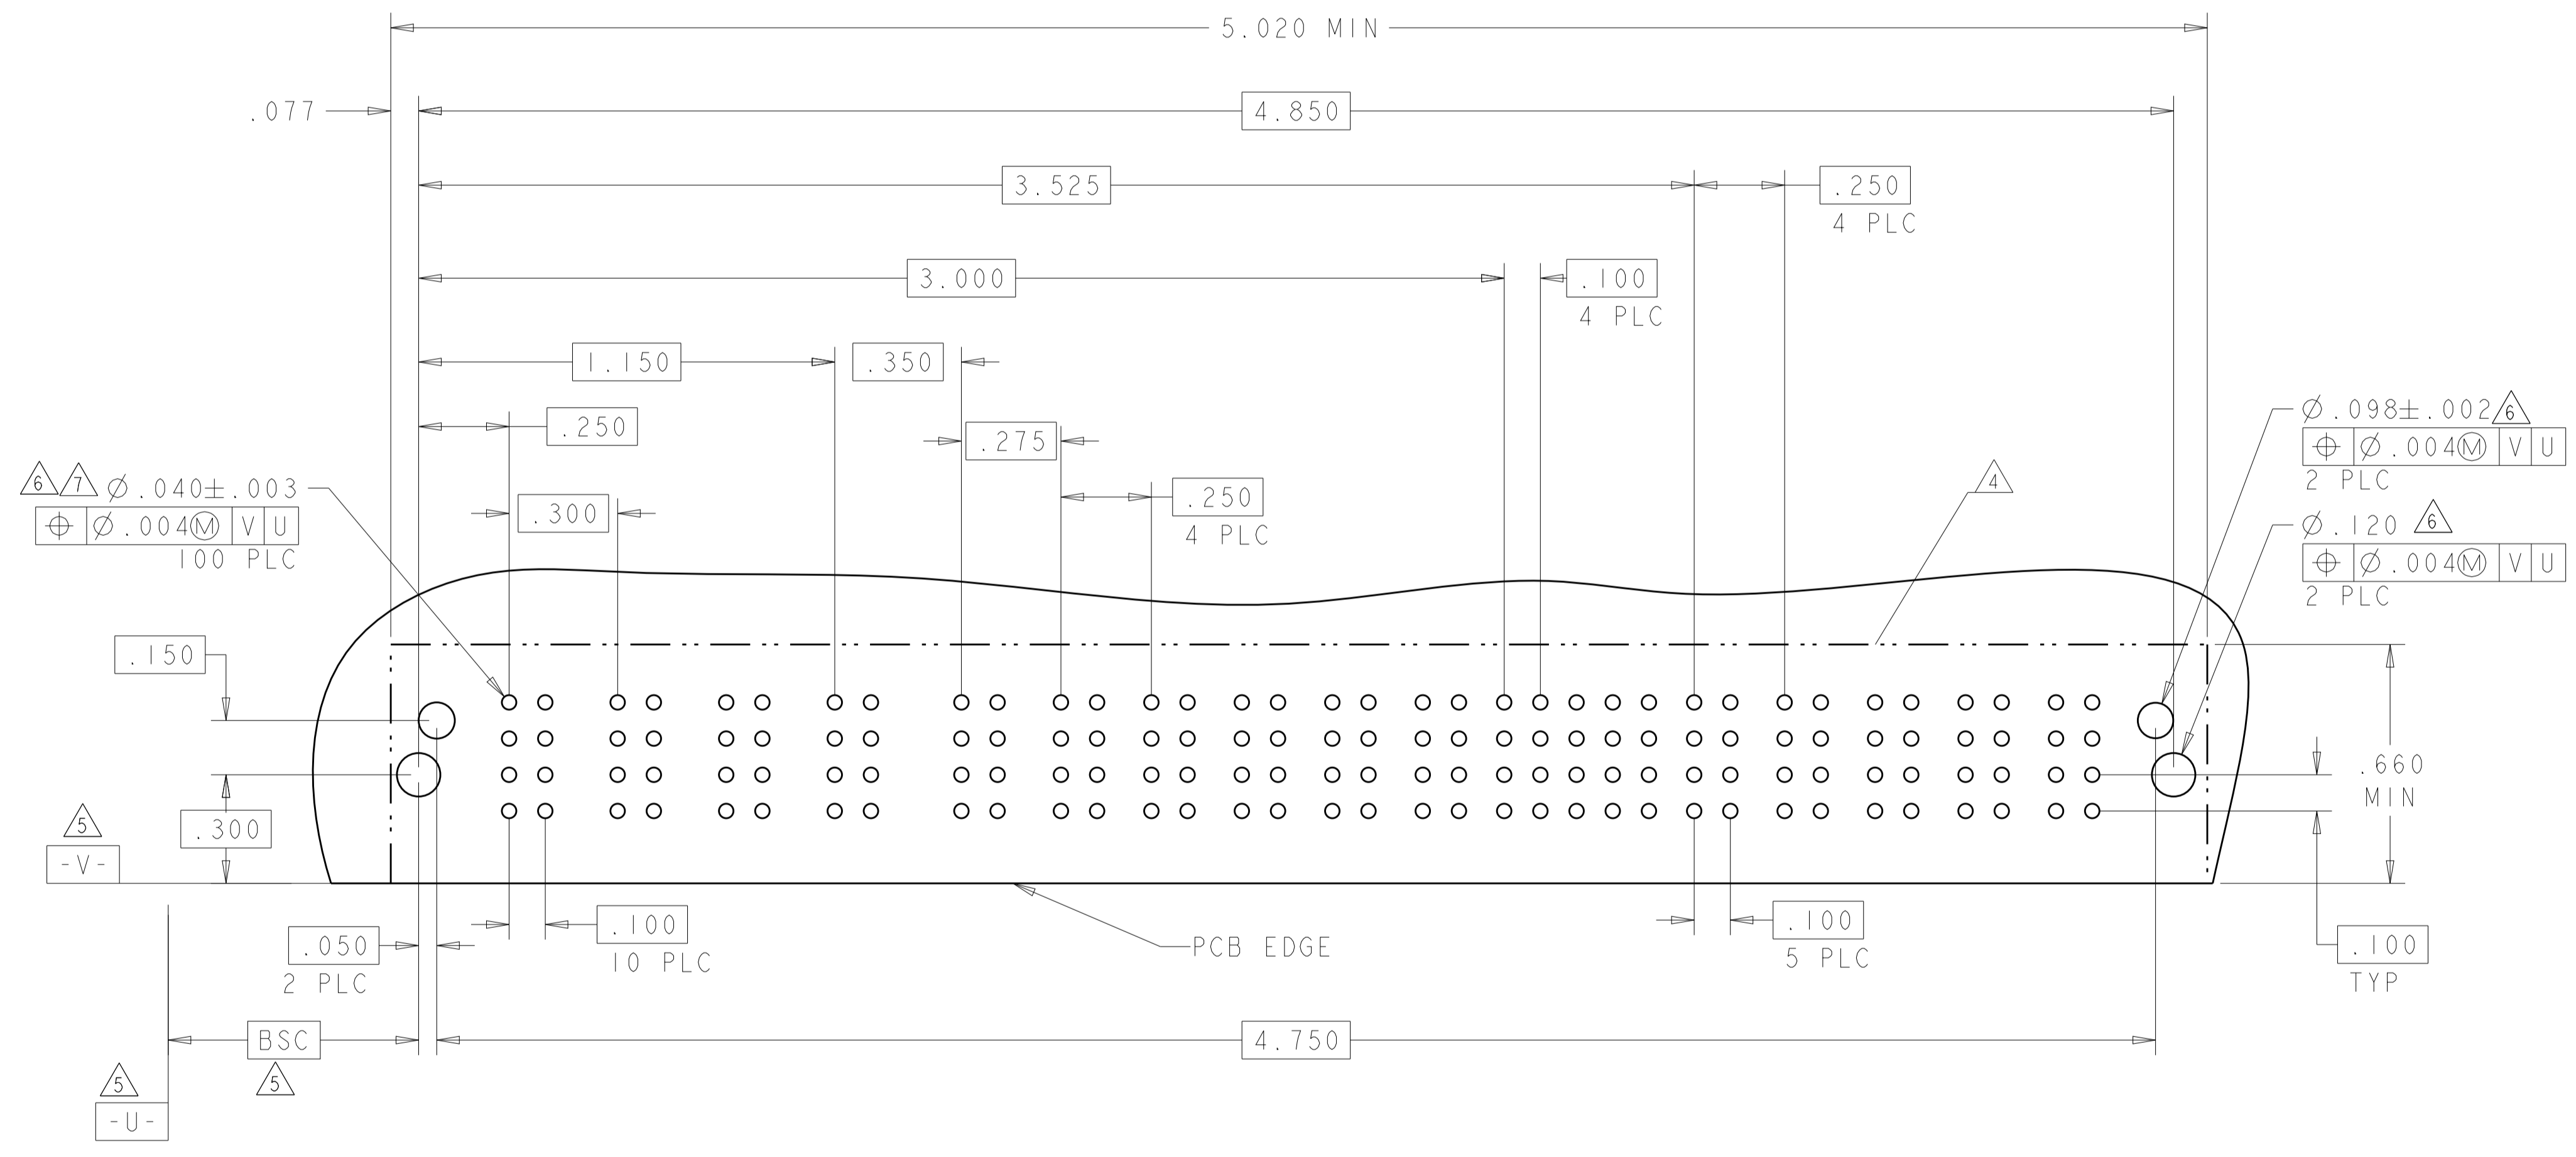 5.020 MIN
.077
4.850
3.525
.250
4 PLC
3.000
.100
4 PLC
1.150
.350
.250
.275
6 7 Ø.040±.003
⌖ Ø.004Ⓜ V U
100 PLC
.300
.250
4 PLC
4
Ø.098±.002 6
⌖ Ø.004Ⓜ V U
2 PLC
Ø.120 6
⌖ Ø.004Ⓜ V U
2 PLC
.150
.660
MIN
.300
5
-V-
.050
2 PLC
.100
10 PLC
PCB EDGE
.100
5 PLC
.100
TYP
BSC
5
4.750
5
-U-